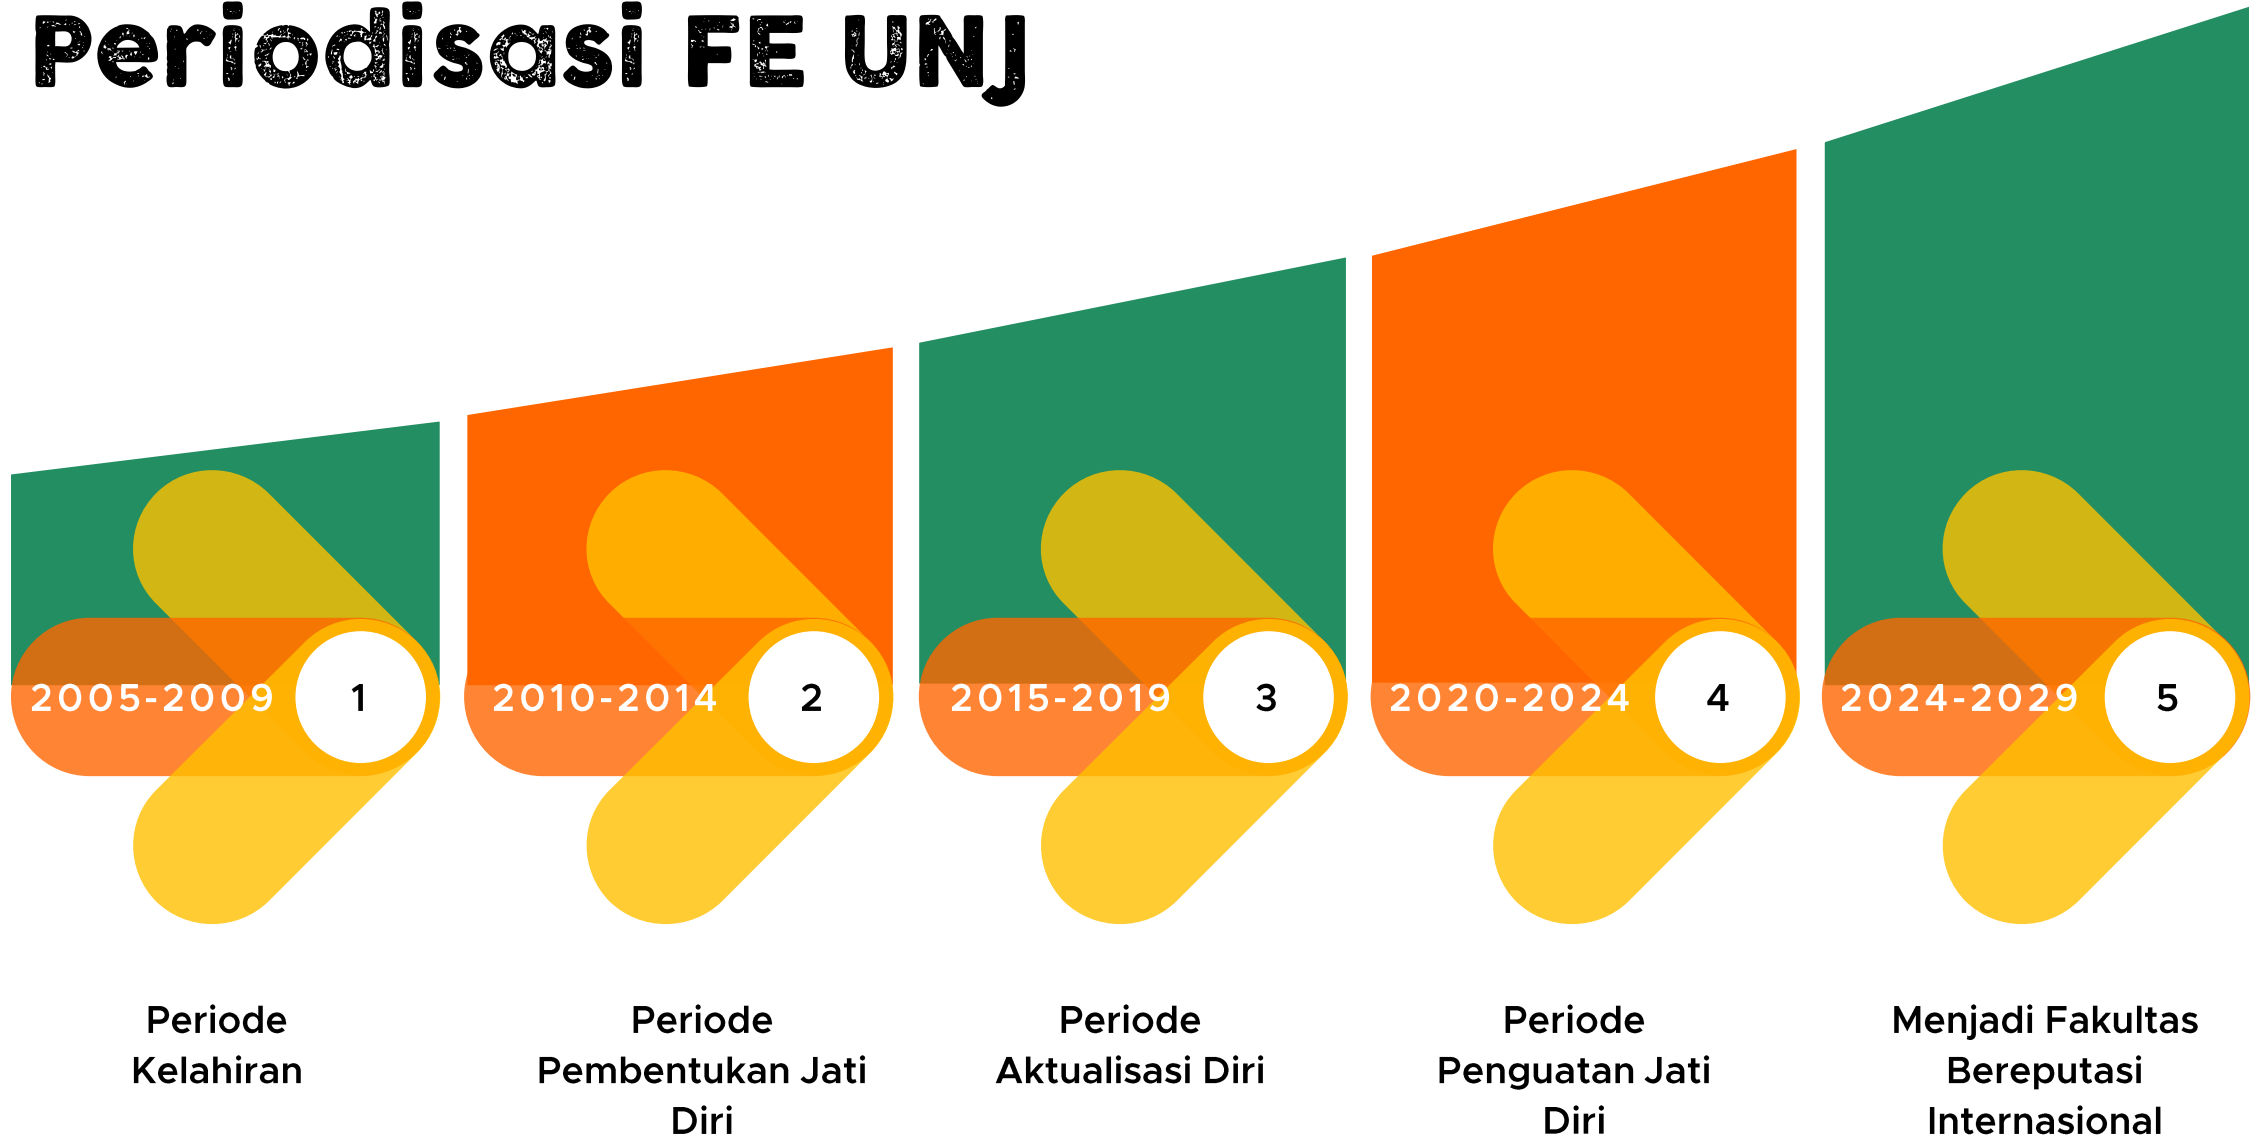 Periodisasi FE UNJ
2005-2009 1
2010-2014 2
2015-2019 3
2020-2024 4
2024-2029 5
Periode
Kelahiran
Periode
Pembentukan Jati
Diri
Periode
Aktualisasi Diri
Periode
Penguatan Jati
Diri
Menjadi Fakultas
Bereputasi
Internasional